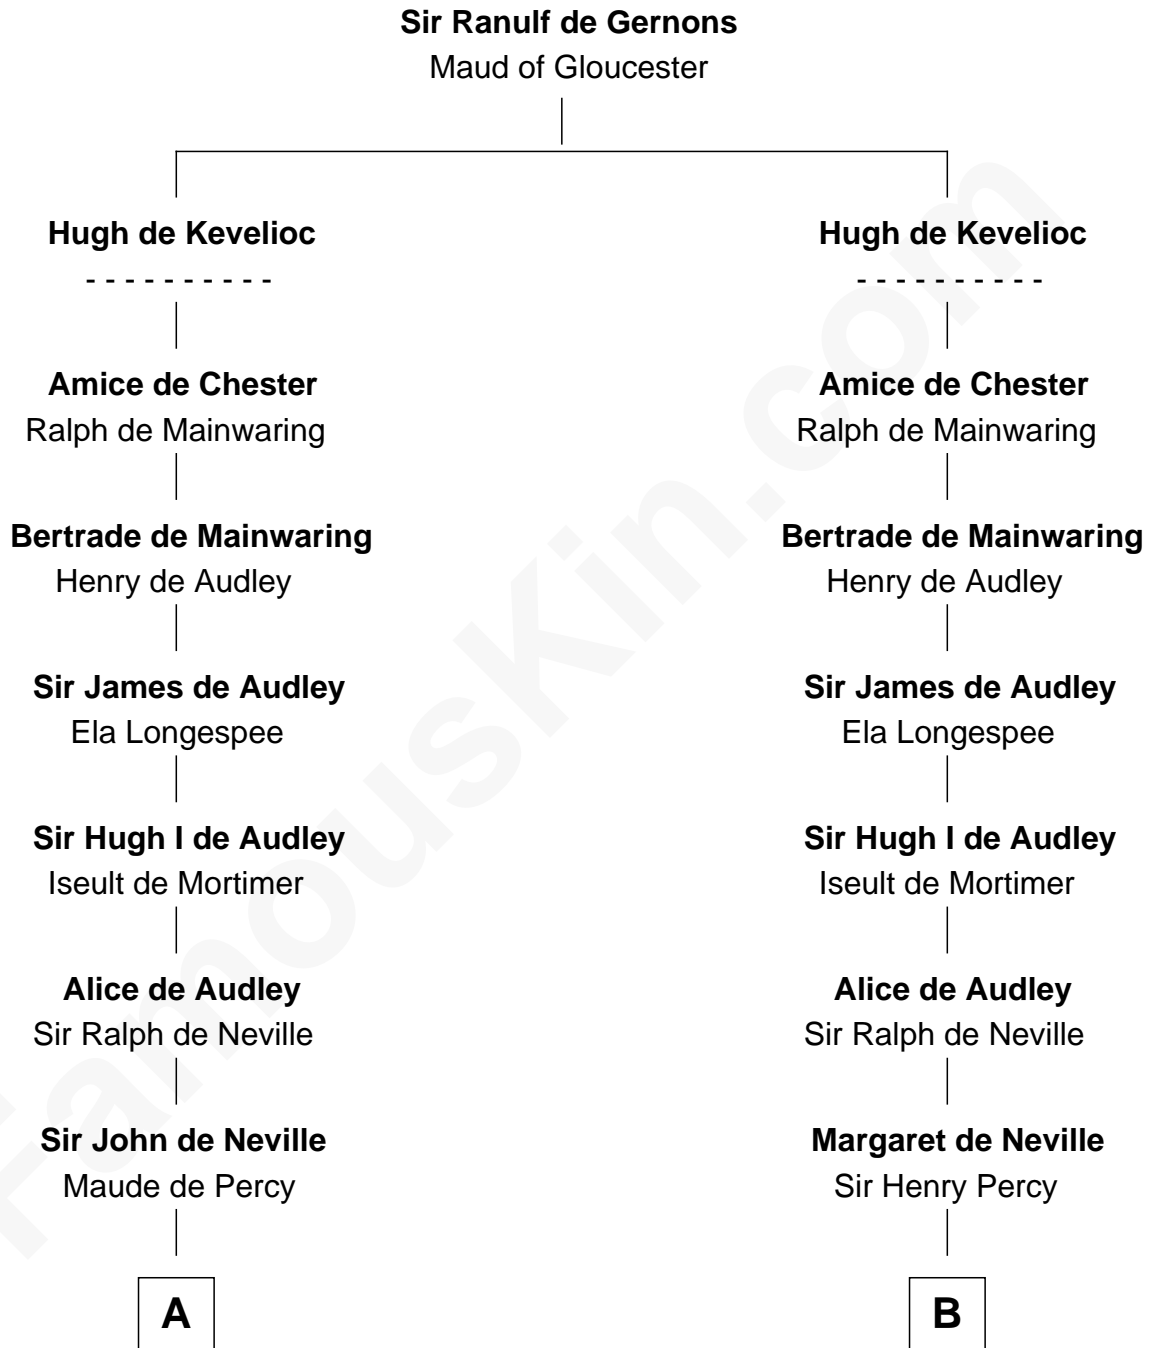 Sir Ranulf de Gernons
Maud of Gloucester
Hugh de Kevelioc
Hugh de Kevelioc
- - - - - - - - - -
- - - - - - - - - -
Amice de Chester
Ralph de Mainwaring
Amice de Chester
Ralph de Mainwaring
Bertrade de Mainwaring
Henry de Audley
Bertrade de Mainwaring
Henry de Audley
Sir James de Audley
Ela Longespee
Sir James de Audley
Ela Longespee
Sir Hugh I de Audley
Iseult de Mortimer
Sir Hugh I de Audley
Iseult de Mortimer
Alice de Audley
Sir Ralph de Neville
Alice de Audley
Sir Ralph de Neville
Sir John de Neville
Maude de Percy
Margaret de Neville
Sir Henry Percy
A
B
FamousKin.com